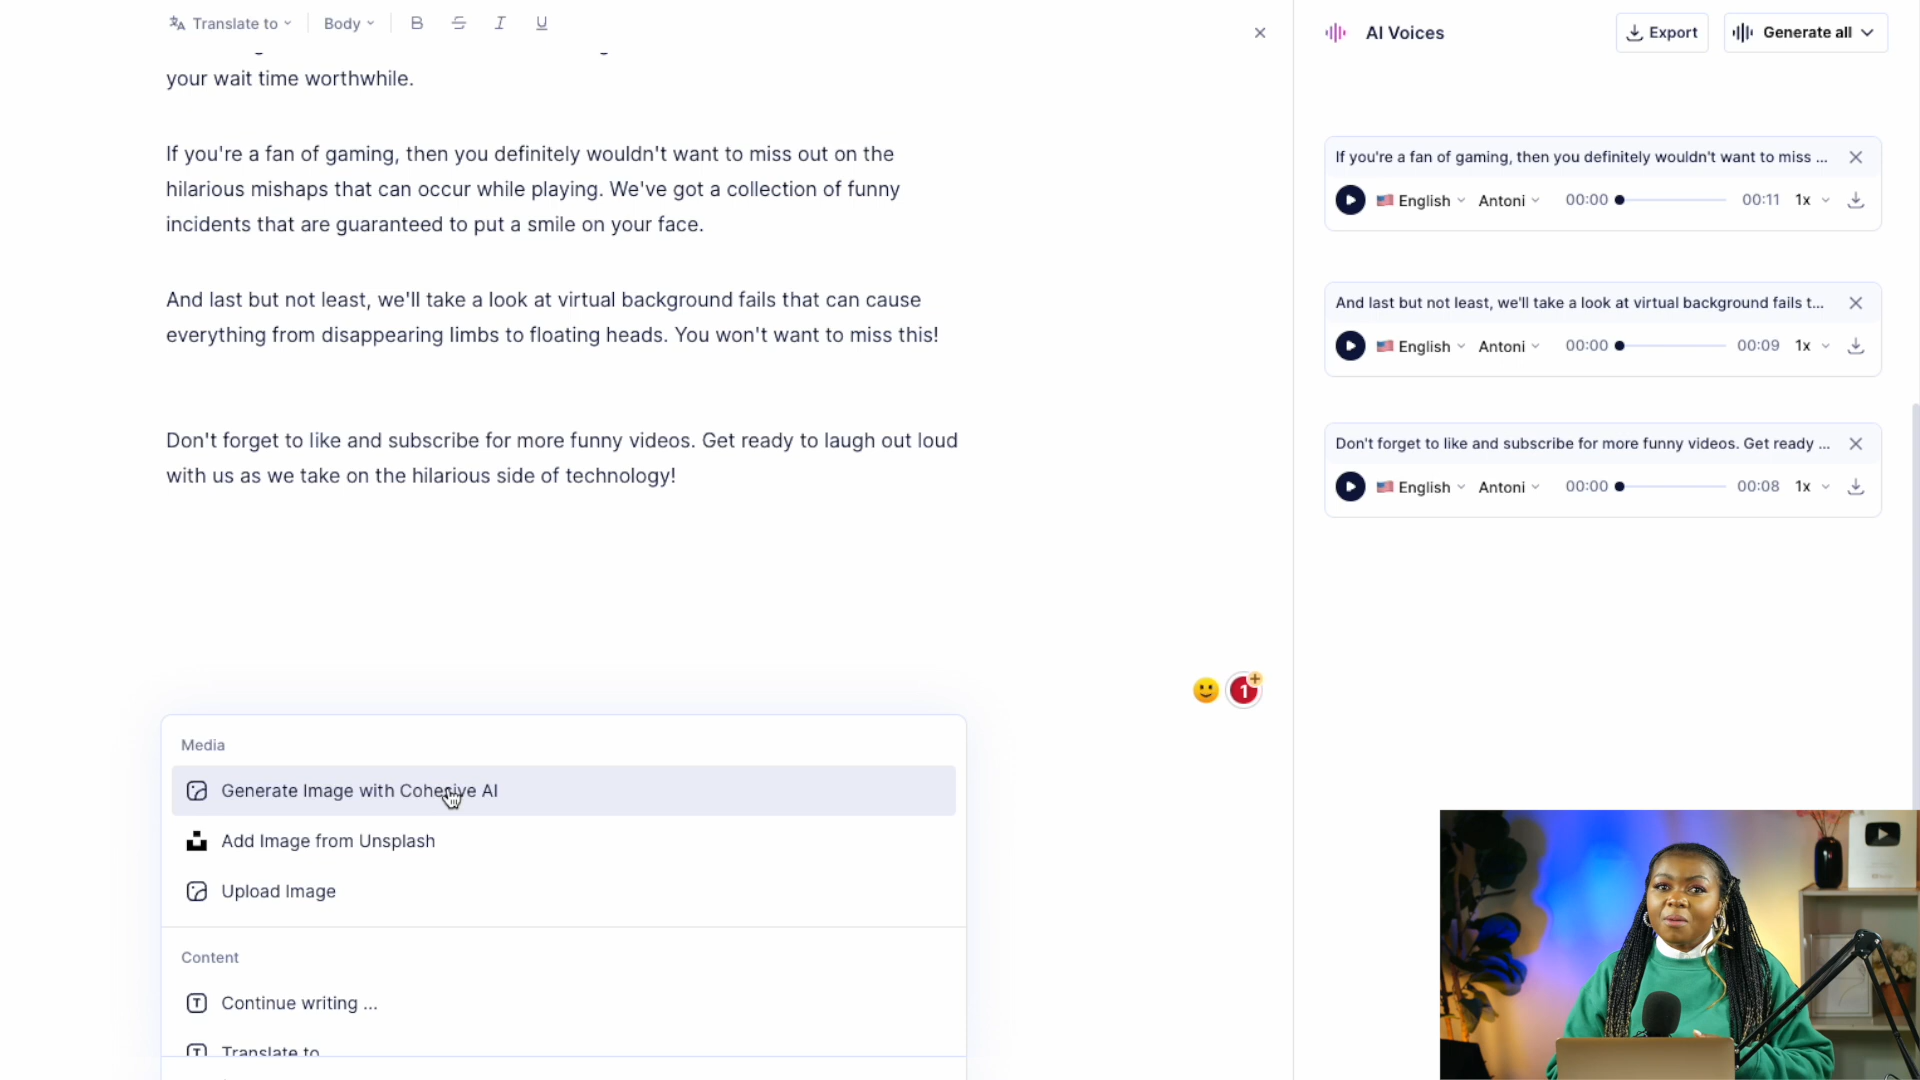 Translate to
Body
B
S
I
U
your wait time worthwhile.
If you're a fan of gaming, then you definitely wouldn't want to miss out on the
hilarious mishaps that can occur while playing. We've got a collection of funny
incidents that are guaranteed to put a smile on your face.
And last but not least, we'll take a look at virtual background fails that can cause
everything from disappearing limbs to floating heads. You won't want to miss this!
Don't forget to like and subscribe for more funny videos. Get ready to laugh out loud
with us as we take on the hilarious side of technology!
1
Media
Generate Image with Cohesive AI
Add Image from Unsplash
Upload Image
Content
Continue writing ...
Translate to
AI Voices
Export
Generate all
If you're a fan of gaming, then you definitely wouldn't want to miss ...
English Antoni 00:00 00:11 1x
And last but not least, we'll take a look at virtual background fails t...
English Antoni 00:00 00:09 1x
Don't forget to like and subscribe for more funny videos. Get ready ...
English Antoni 00:00 00:08 1x